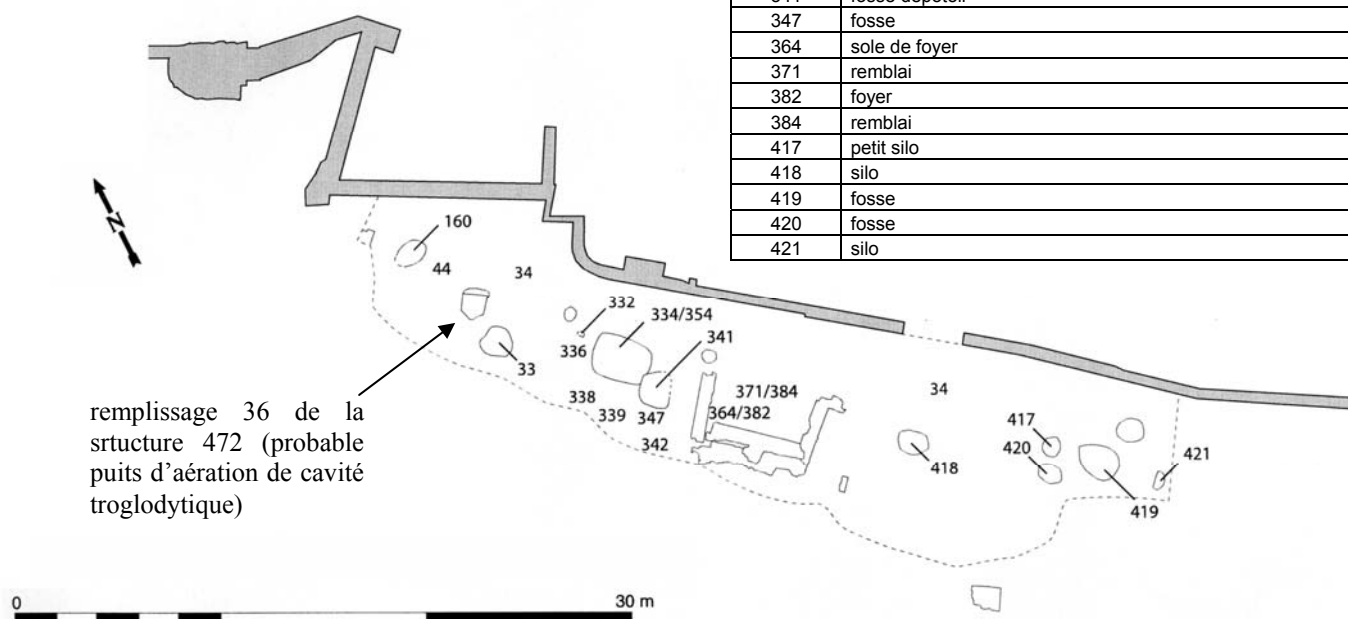 347 fosse
364 sole de foyer
371 remblai
382 foyer
384 remblai
417 petit silo
418 silo
419 fosse
420 fosse
421 silo
N
160
44
34
332
334/354
341
336
33
338
339
347
342
371/384
364/382
34
417
420
418
421
419
remplissage 36 de la
srtucture 472 (probable
puits d'aération de cavité
troglodytique)
0 30 m